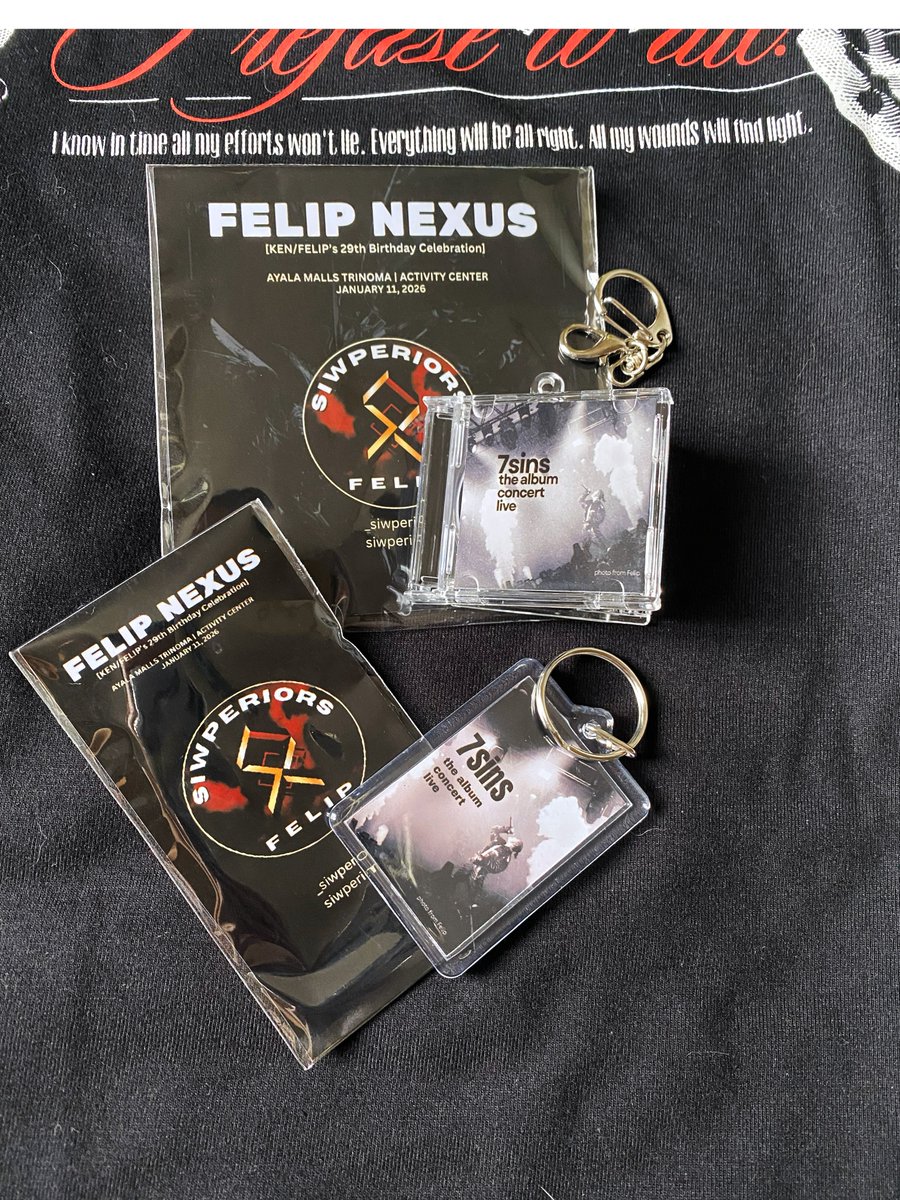 I know in time all my efforts won't lie. Everything will be all right. All my wounds will find light.
FELIP NEXUS
[KEN/FELIP's 29th Birthday Celebration]
AYALA MALLS TRINOMA | ACTIVITY CENTER
JANUARY 11, 2026
SIWPERIORS
7sins
the album
concert
live
photo from Felip
FELIP NEXUS
[KEN/FELIP's 29th Birthday Celebration]
AYALA MALLS TRINOMA | ACTIVITY CENTER
JANUARY 11, 2026
SIWPERIORS
FELIP
7sins
the album
concert
live
photo from Felip